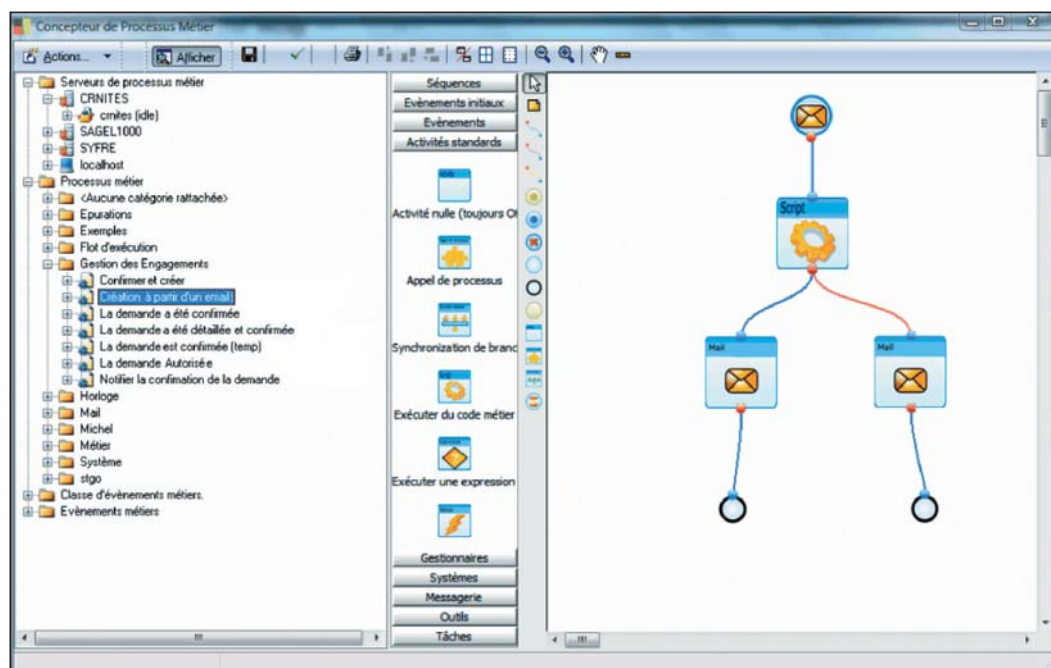 Concepteur de Processus Métier
Actions...
Afficher
Serveurs de processus métier
CRNITES
crnites (idle)
SAGEL1000
SYFRE
localhost
Processus métier
<Aucune catégorie rattachée>
Epurations
Exemples
Flot d'exécution
Gestion des Engagements
Confirmer et créer
Création à partir d'un email)
La demande a été confirmée
La demande a été détaillée et confirmée
La demande est confirmée (temp)
La demande Autorisée
Notifier la confimation de la demande
Horloge
Mail
Michel
Métier
Système
stgo
Classe d'évènements métiers.
Evènements métiers
Séquences
Evènements initiaux
Evènements
Activités standards
Activité nulle (toujours O
Appel de processus
Synchronization de branc
Exécuter du code métier
Exécuter une expression
Gestionnaires
Systèmes
Messagerie
Outils
Tâches
Script
Mail
Mail